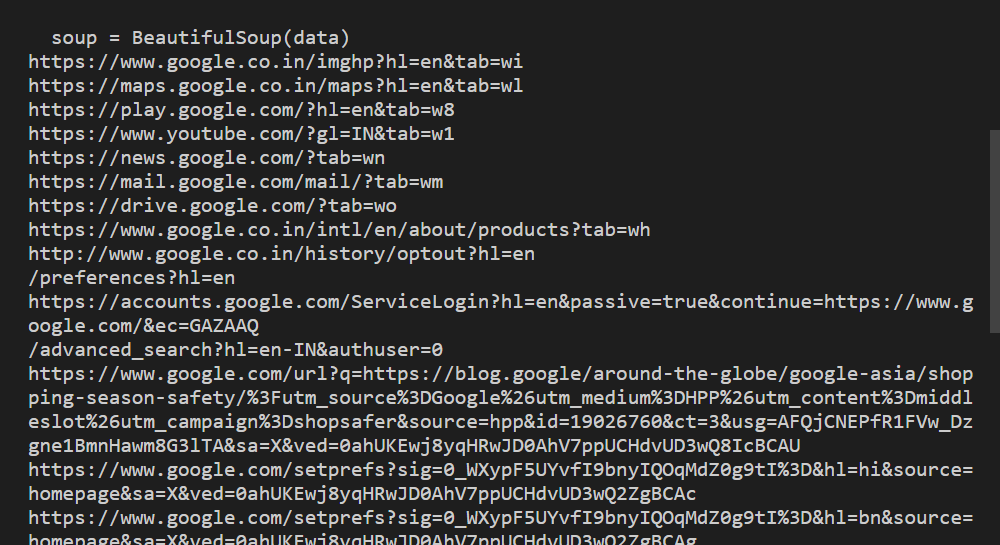 soup = BeautifulSoup(data)
https://www.google.co.in/imghp?hl=en&tab=wi
https://maps.google.co.in/maps?hl=en&tab=wl
https://play.google.com/?hl=en&tab=w8
https://www.youtube.com/?gl=IN&tab=w1
https://news.google.com/?tab=wn
https://mail.google.com/mail/?tab=wm
https://drive.google.com/?tab=wo
https://www.google.co.in/intl/en/about/products?tab=wh
http://www.google.co.in/history/optout?hl=en
/preferences?hl=en
https://accounts.google.com/ServiceLogin?hl=en&passive=true&continue=https://www.g
oogle.com/&ec=GAZAAQ
/advanced_search?hl=en-IN&authuser=0
https://www.google.com/url?q=https://blog.google/around-the-globe/google-asia/shop
ping-season-safety/%3Futm_source%3DGoogle%26utm_medium%3DHPP%26utm_content%3Dmiddl
eslot%26utm_campaign%3Dshopsafer&source=hpp&id=19026760&ct=3&usg=AFQjCNEPfR1FVw_Dz
gne1BmnHawm8G3lTA&sa=X&ved=0ahUKEwj8yqHRwJD0AhV7ppUCHdvUD3wQ8IcBCAU
https://www.google.com/setprefs?sig=0_WXypF5UYvfI9bnyIQOqMdZ0g9tI%3D&hl=hi&source=
homepage&sa=X&ved=0ahUKEwj8yqHRwJD0AhV7ppUCHdvUD3wQ2ZgBCAc
https://www.google.com/setprefs?sig=0_WXypF5UYvfI9bnyIQOqMdZ0g9tI%3D&hl=bn&source=
homepage&sa=X&ved=0ahUKEwj8yqHRwJD0AhV7ppUCHdvUD3wQ2ZgBCAg